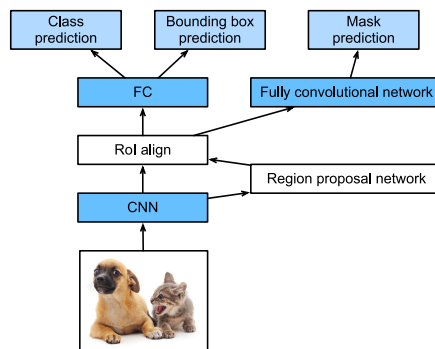 Class
prediction
Bounding box
prediction
Mask
prediction
FC
Fully convolutional network
RoI align
Region proposal network
CNN